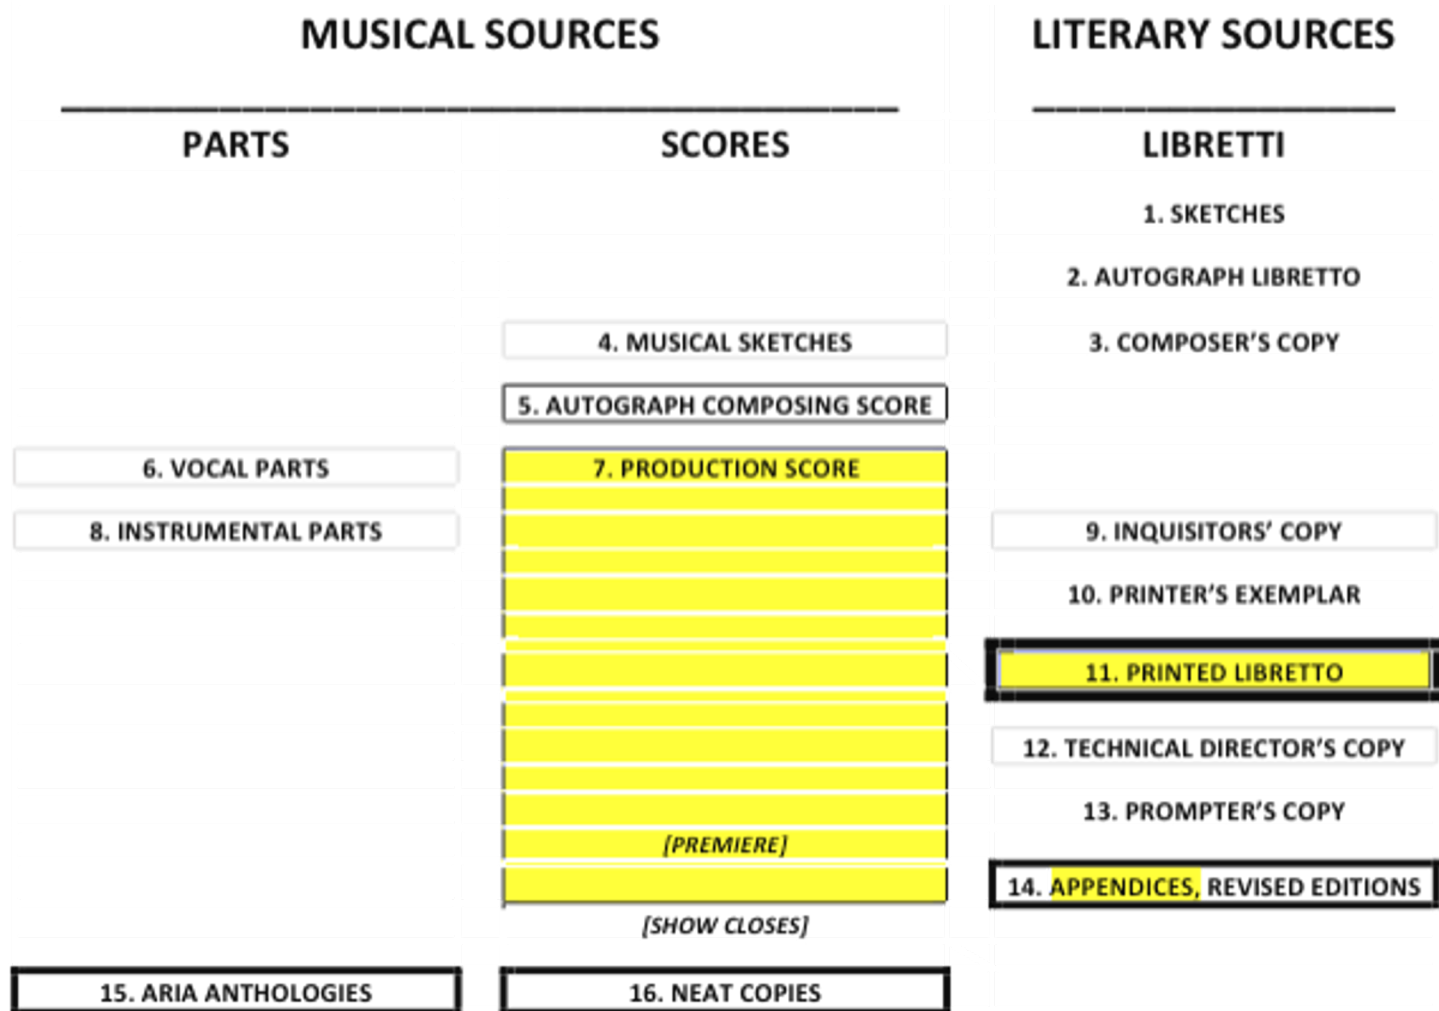 MUSICAL SOURCES
LITERARY SOURCES
PARTS
SCORES
LIBRETTI
1. SKETCHES
2. AUTOGRAPH LIBRETTO
4. MUSICAL SKETCHES
3. COMPOSER'S COPY
5. AUTOGRAPH COMPOSING SCORE
6. VOCAL PARTS
7. PRODUCTION SCORE
8. INSTRUMENTAL PARTS
9. INQUISITORS' COPY
10. PRINTER'S EXEMPLAR
11. PRINTED LIBRETTO
12. TECHNICAL DIRECTOR'S COPY
13. PROMPTER'S COPY
[PREMIERE]
14. APPENDICES, REVISED EDITIONS
[SHOW CLOSES]
15. ARIA ANTHOLOGIES
16. NEAT COPIES